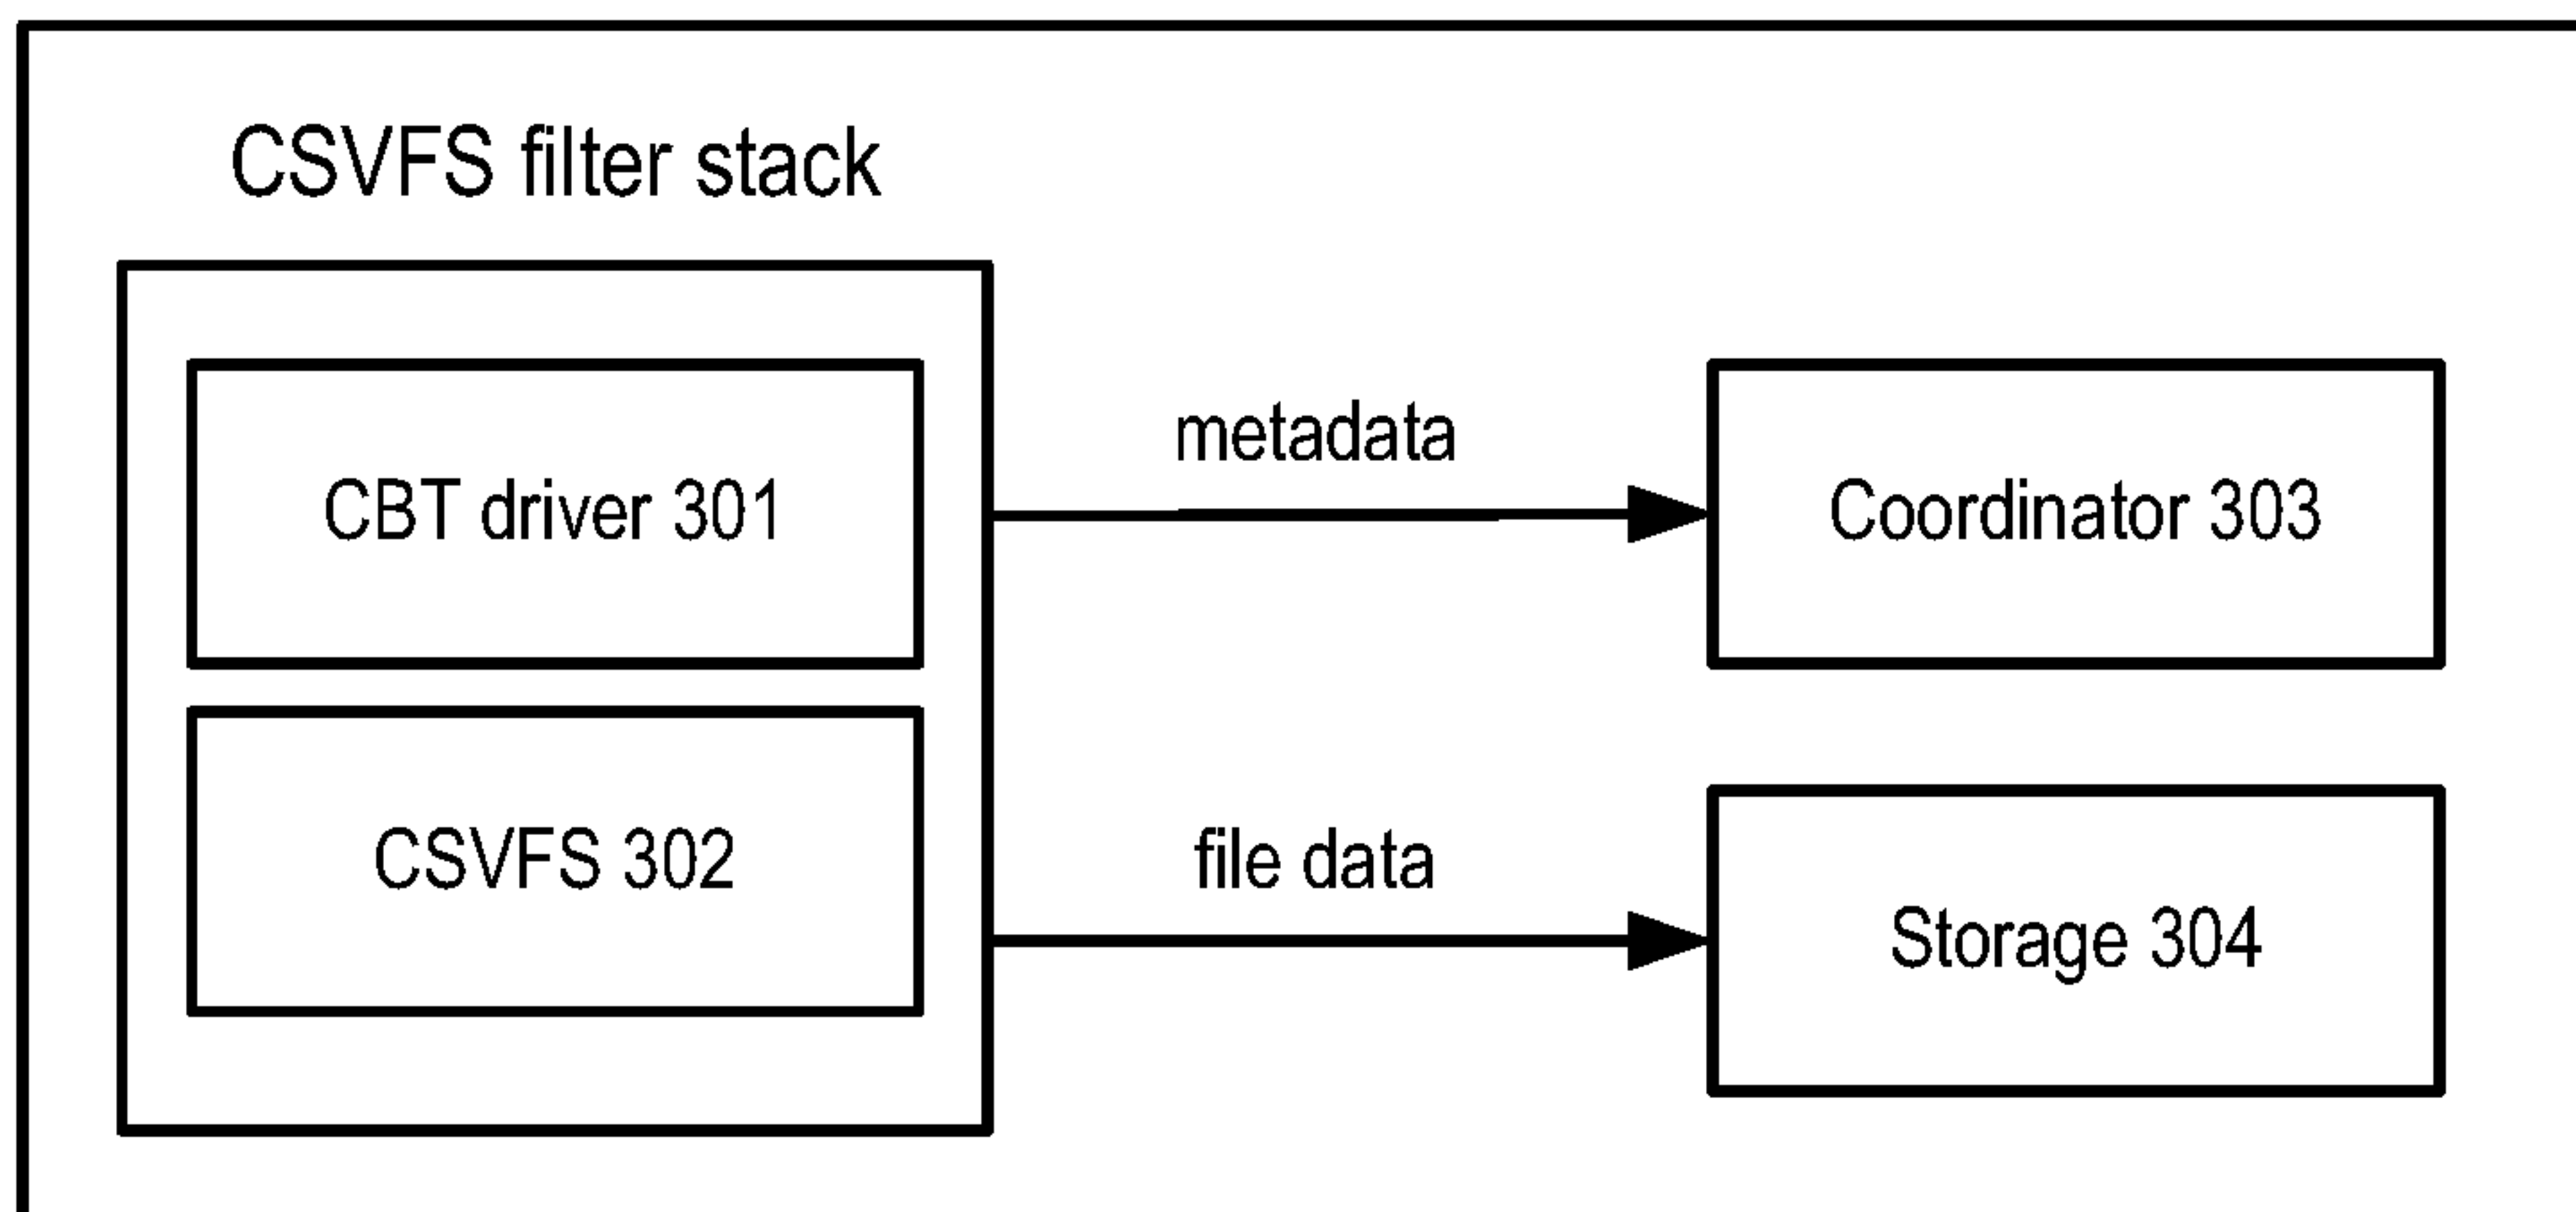 CSVFS filter stack
CBT driver 301
metadata
Coordinator 303
CSVFS 302
file data
Storage 304